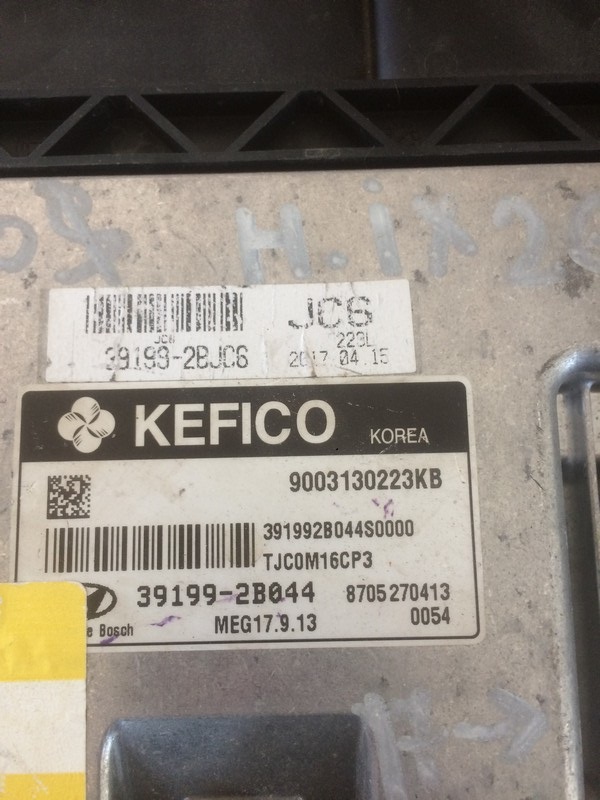 H.ix20
JC6
JC6
39199-2BJC6
223L
2017.04.15
KEFICO KOREA
9003130223KB
391992B044S0000
TJC0M16CP3
39199-2B044 8705270413
Bosch MEG17.9.13 0054